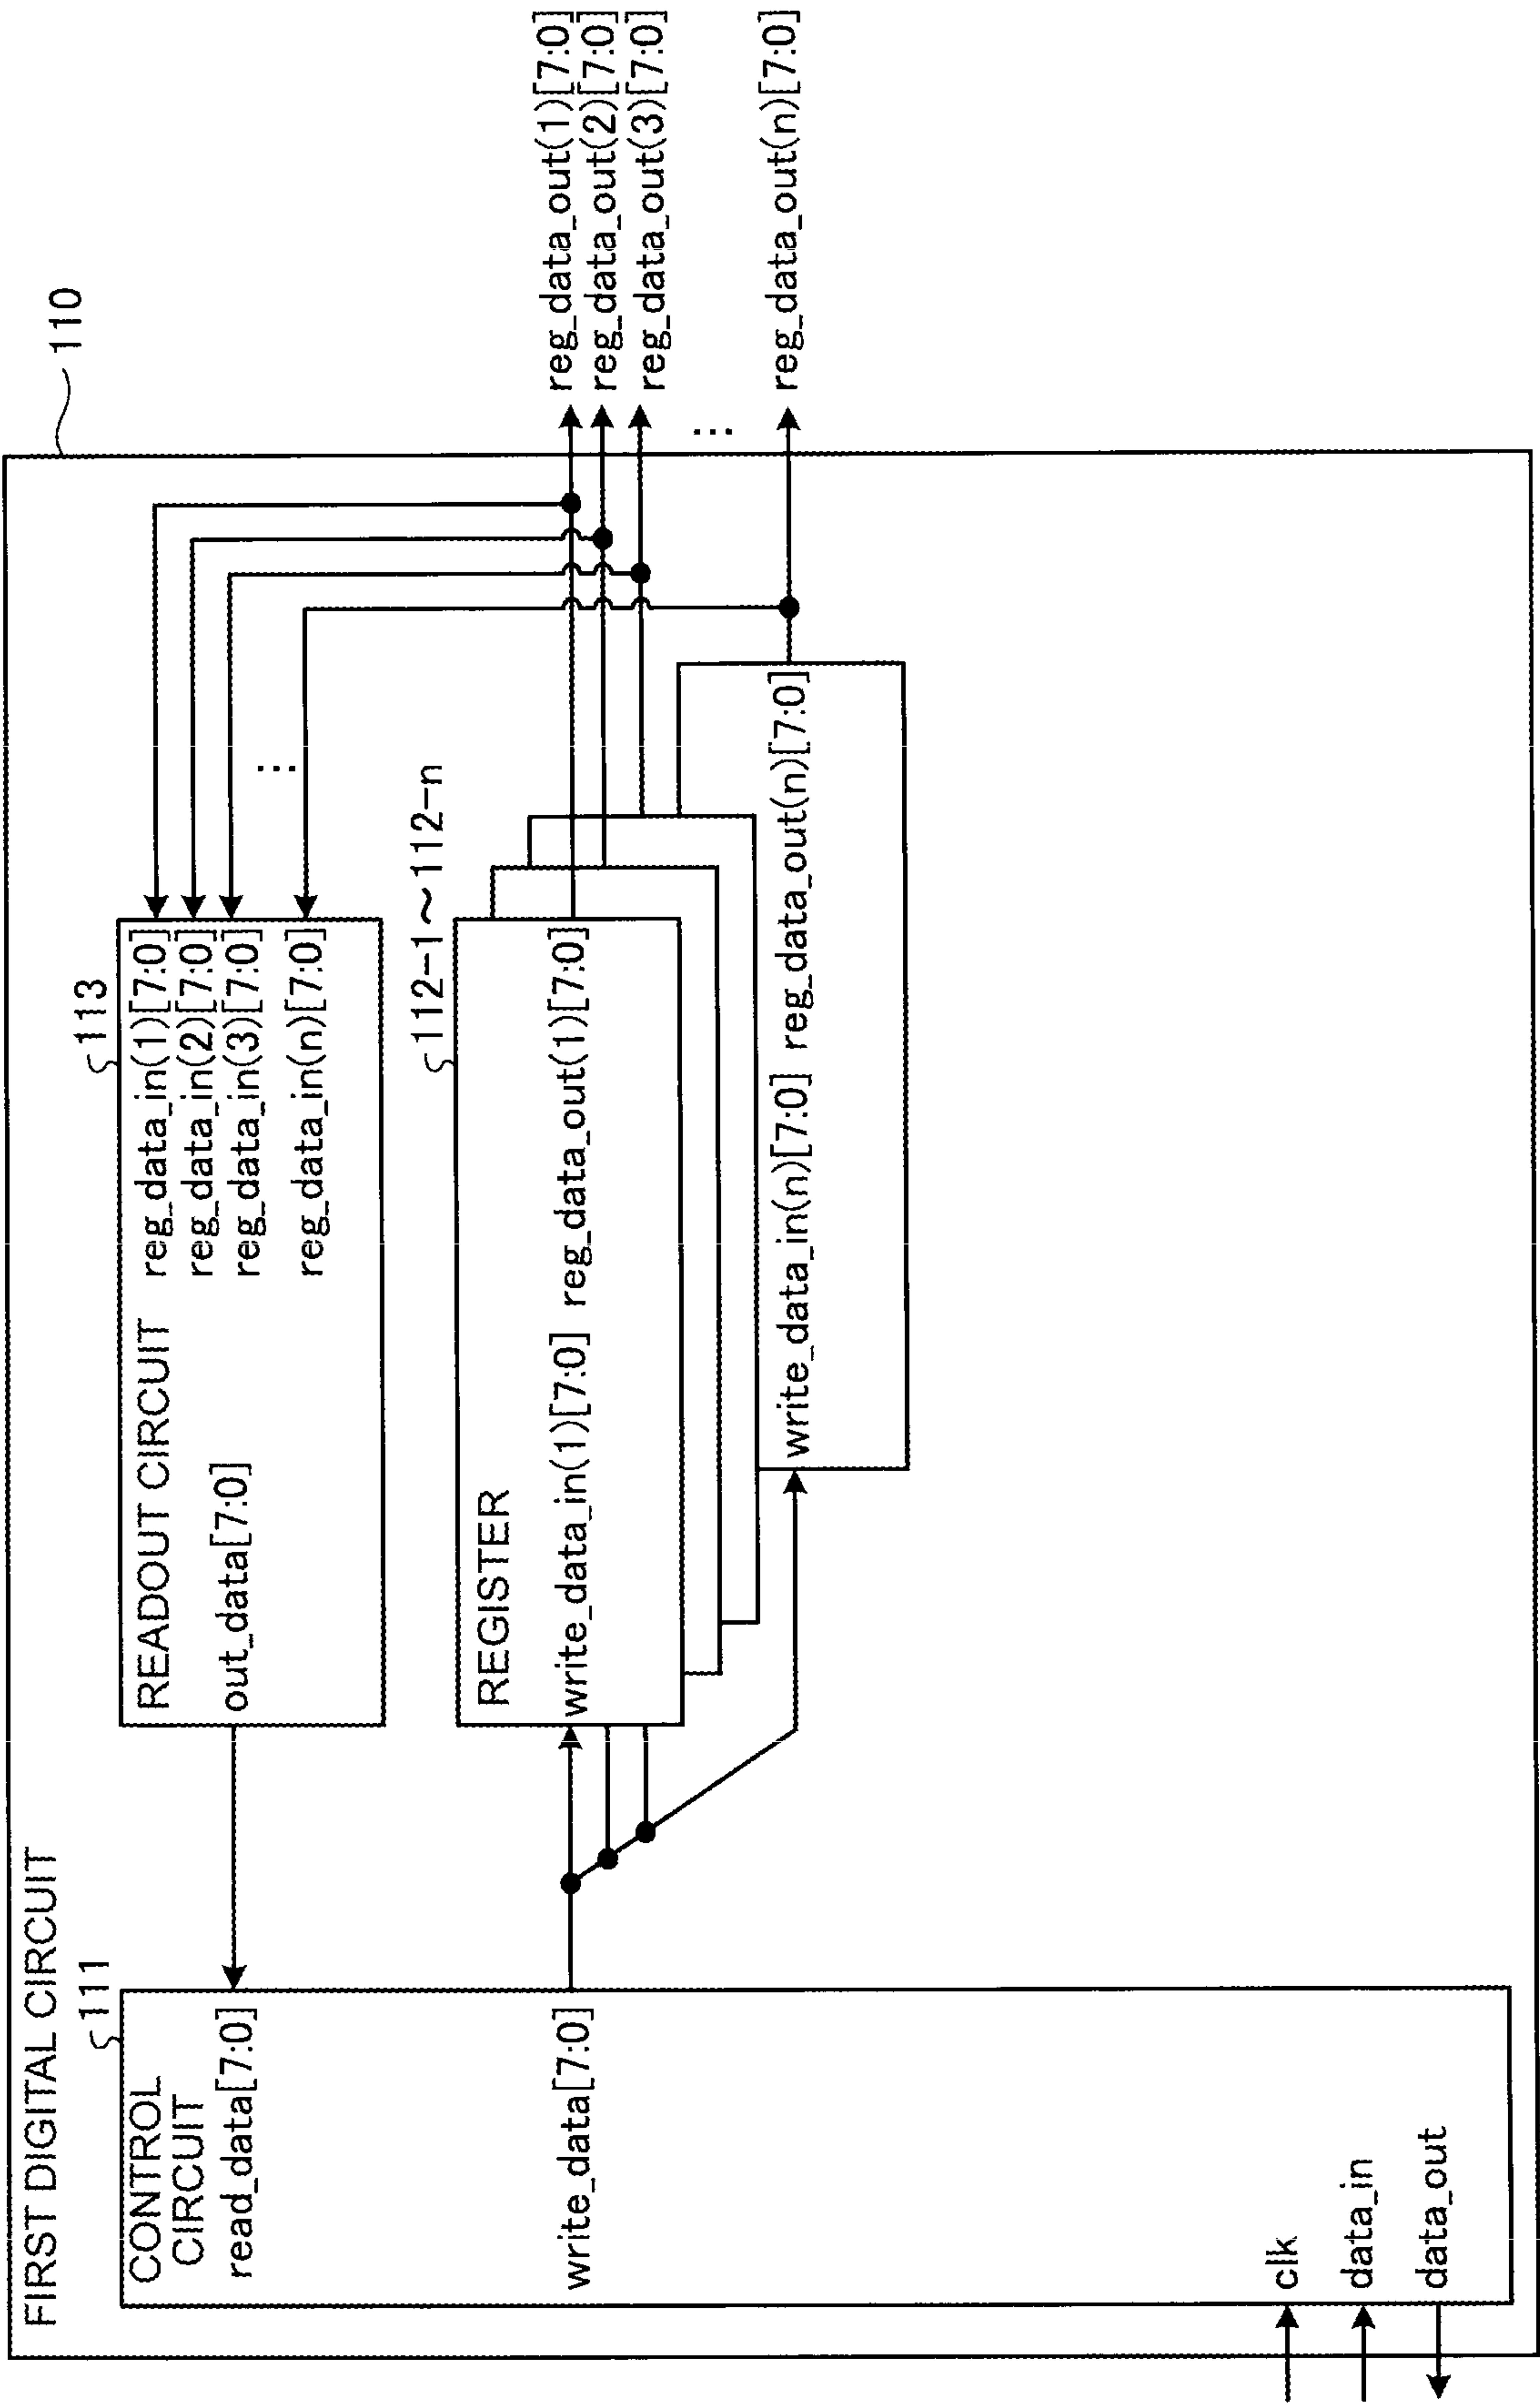 FIRST DIGITAL CIRCUIT
110
111
CONTROL
CIRCUIT
read_data[7:0]
write_data[7:0]
clk
data_in
data_out
113
READOUT CIRCUIT
out_data[7:0]
reg_data_in(1)[7:0]
reg_data_in(2)[7:0]
reg_data_in(3)[7:0]
...
reg_data_in(n)[7:0]
112-1~112-n
REGISTER
write_data_in(1)[7:0] reg_data_out(1)[7:0]
write_data_in(n)[7:0] reg_data_out(n)[7:0]
reg_data_out(1)[7:0]
reg_data_out(2)[7:0]
reg_data_out(3)[7:0]
...
reg_data_out(n)[7:0]